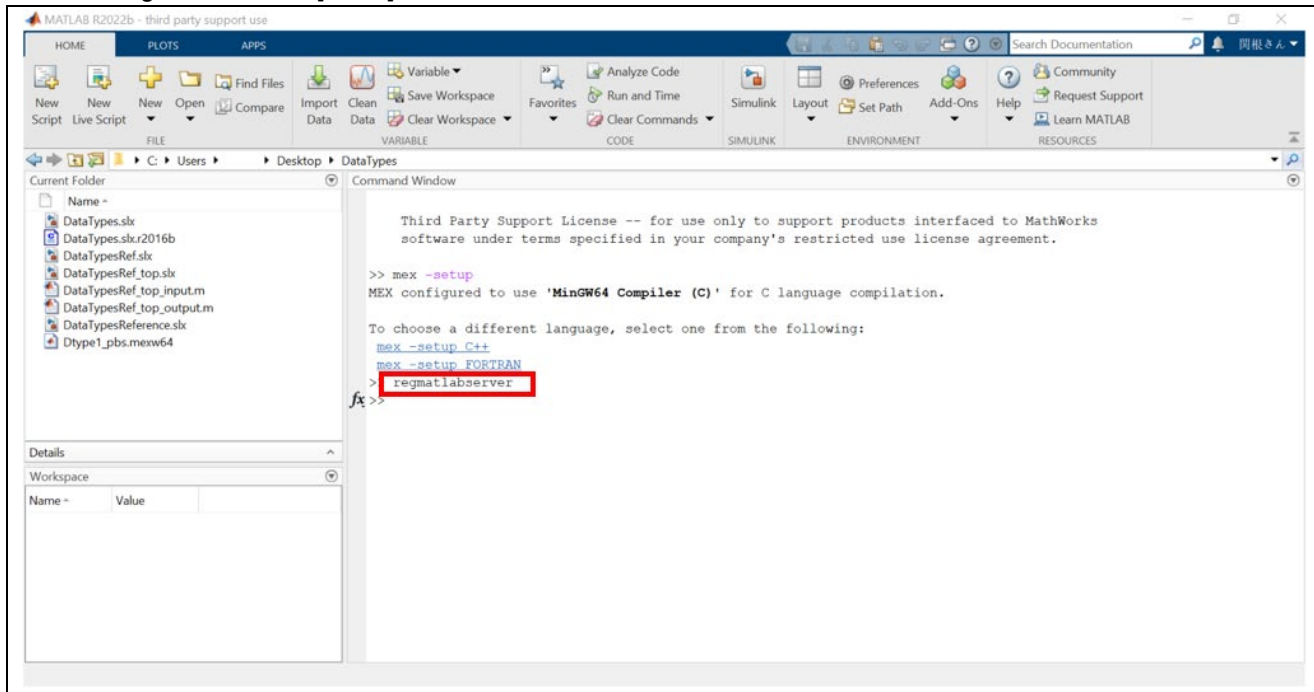 MATLAB R2022b - third party support use
HOME PLOTS APPS
Search Documentation
関根さん
New Script
New Live Script
New
Open
Find Files
Compare
Import Data
Clean Data
Variable
Save Workspace
Clear Workspace
Favorites
Analyze Code
Run and Time
Clear Commands
Simulink
Layout
Preferences
Set Path
Add-Ons
Help
Community
Request Support
Learn MATLAB
FILE VARIABLE CODE SIMULINK ENVIRONMENT RESOURCES
C: Users Desktop DataTypes
Current Folder
Name
DataTypes.slx
DataTypes.slx.r2016b
DataTypesRef.slx
DataTypesRef_top.slx
DataTypesRef_top_input.m
DataTypesRef_top_output.m
DataTypesReference.slx
Dtype1_pbs.mexw64
Details
Workspace
Name Value
Command Window
Third Party Support License -- for use only to support products interfaced to MathWorks
software under terms specified in your company's restricted use license agreement.
>> mex -setup
MEX configured to use 'MinGW64 Compiler (C)' for C language compilation.
To choose a different language, select one from the following:
mex -setup C++
mex -setup FORTRAN
>> regmatlabserver
fx >>